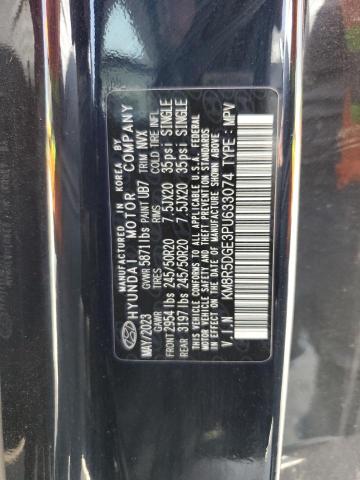 MANUFACTURED IN KOREA BY
HYUNDAI MOTOR COMPANY
MAY/2023 GVWR 5871lbs PAINT UB7 TRIM NVX
GAWR TIRES RIMS COLD TIRE INFL.
FRONT 2954 lbs 245/50R20 7.5JX20 35psi SINGLE
REAR 3197 lbs 245/50R20 7.5JX20 35psi SINGLE
THIS VEHICLE CONFORMS TO ALL APPLICABLE U.S.A. FEDERAL
MOTOR VEHICLE SAFETY, BUMPER, AND THEFT PREVENTION
STANDARDS IN EFFECT ON THE DATE OF MANUFACTURE
SHOWN ABOVE.
V.I.N : KM8R5DGE3PU693074 TYPE : MPV